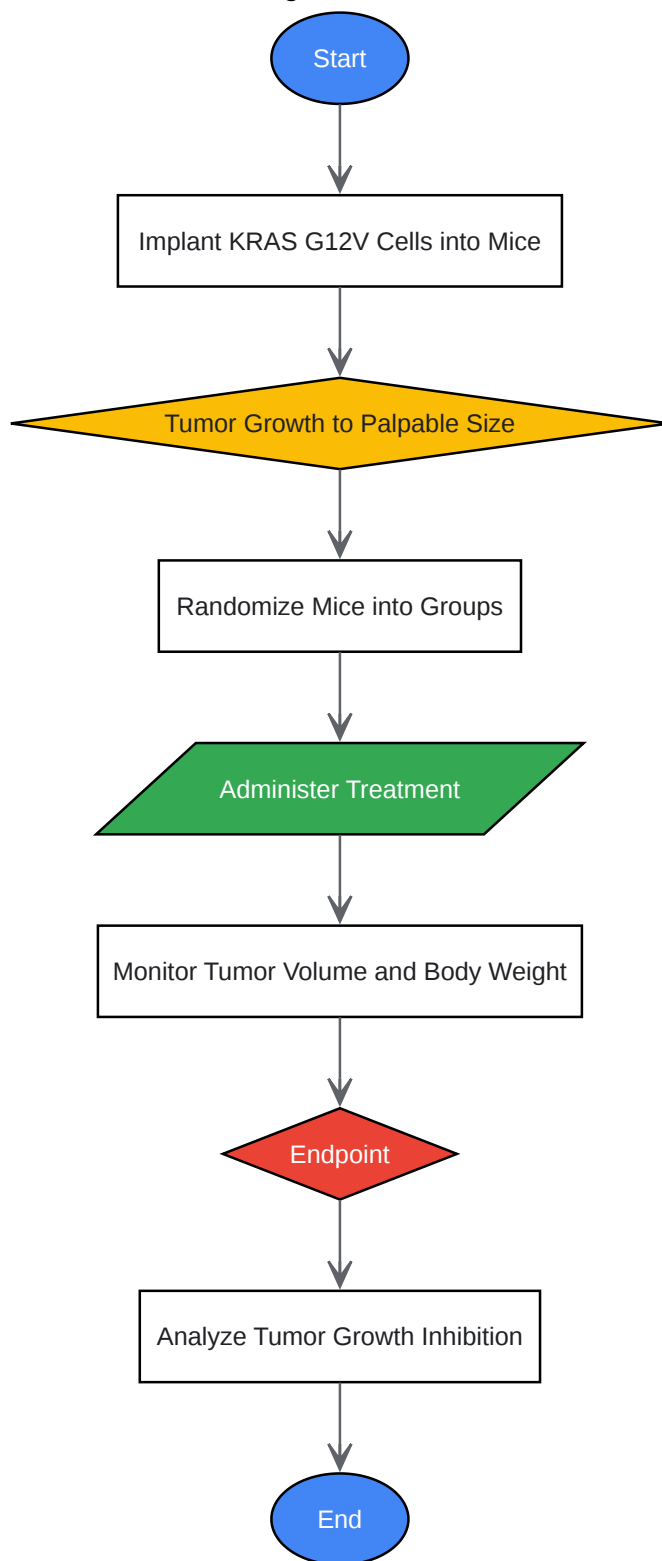 Start
Implant KRAS G12V Cells into Mice
Tumor Growth to Palpable Size
Randomize Mice into Groups
Administer Treatment
Monitor Tumor Volume and Body Weight
Endpoint
Analyze Tumor Growth Inhibition
End